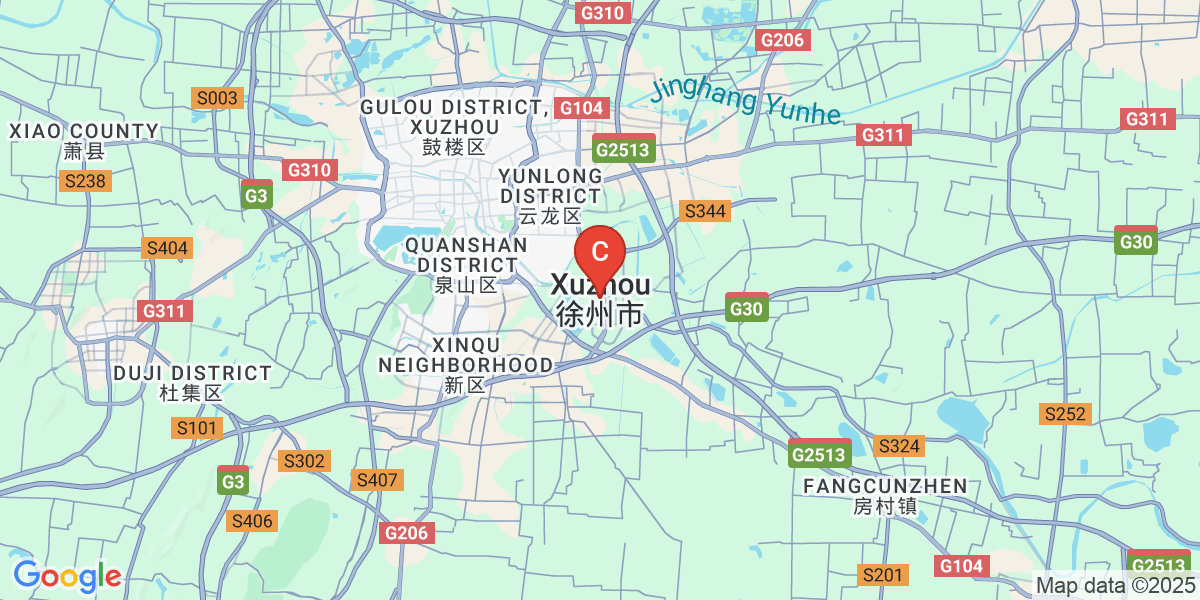 G310
G206
Jinghang Yunhe
S003
GULOU DISTRICT,
XUZHOU
鼓楼区
G104
G311
G311
XIAO COUNTY
萧县
G2513
G310
YUNLONG
DISTRICT
云龙区
S238
G3
S344
S404
QUANSHAN
DISTRICT
泉山区
C
G30
Xuzhou
徐州市
G311
G30
XINQU
NEIGHBORHOOD
新区
DUJI DISTRICT
杜集区
S101
S252
S302
G2513
S324
G3
S407
FANGCUNZHEN
房村镇
S406
G206
Google
S201
G104
G2513
Map data ©2025